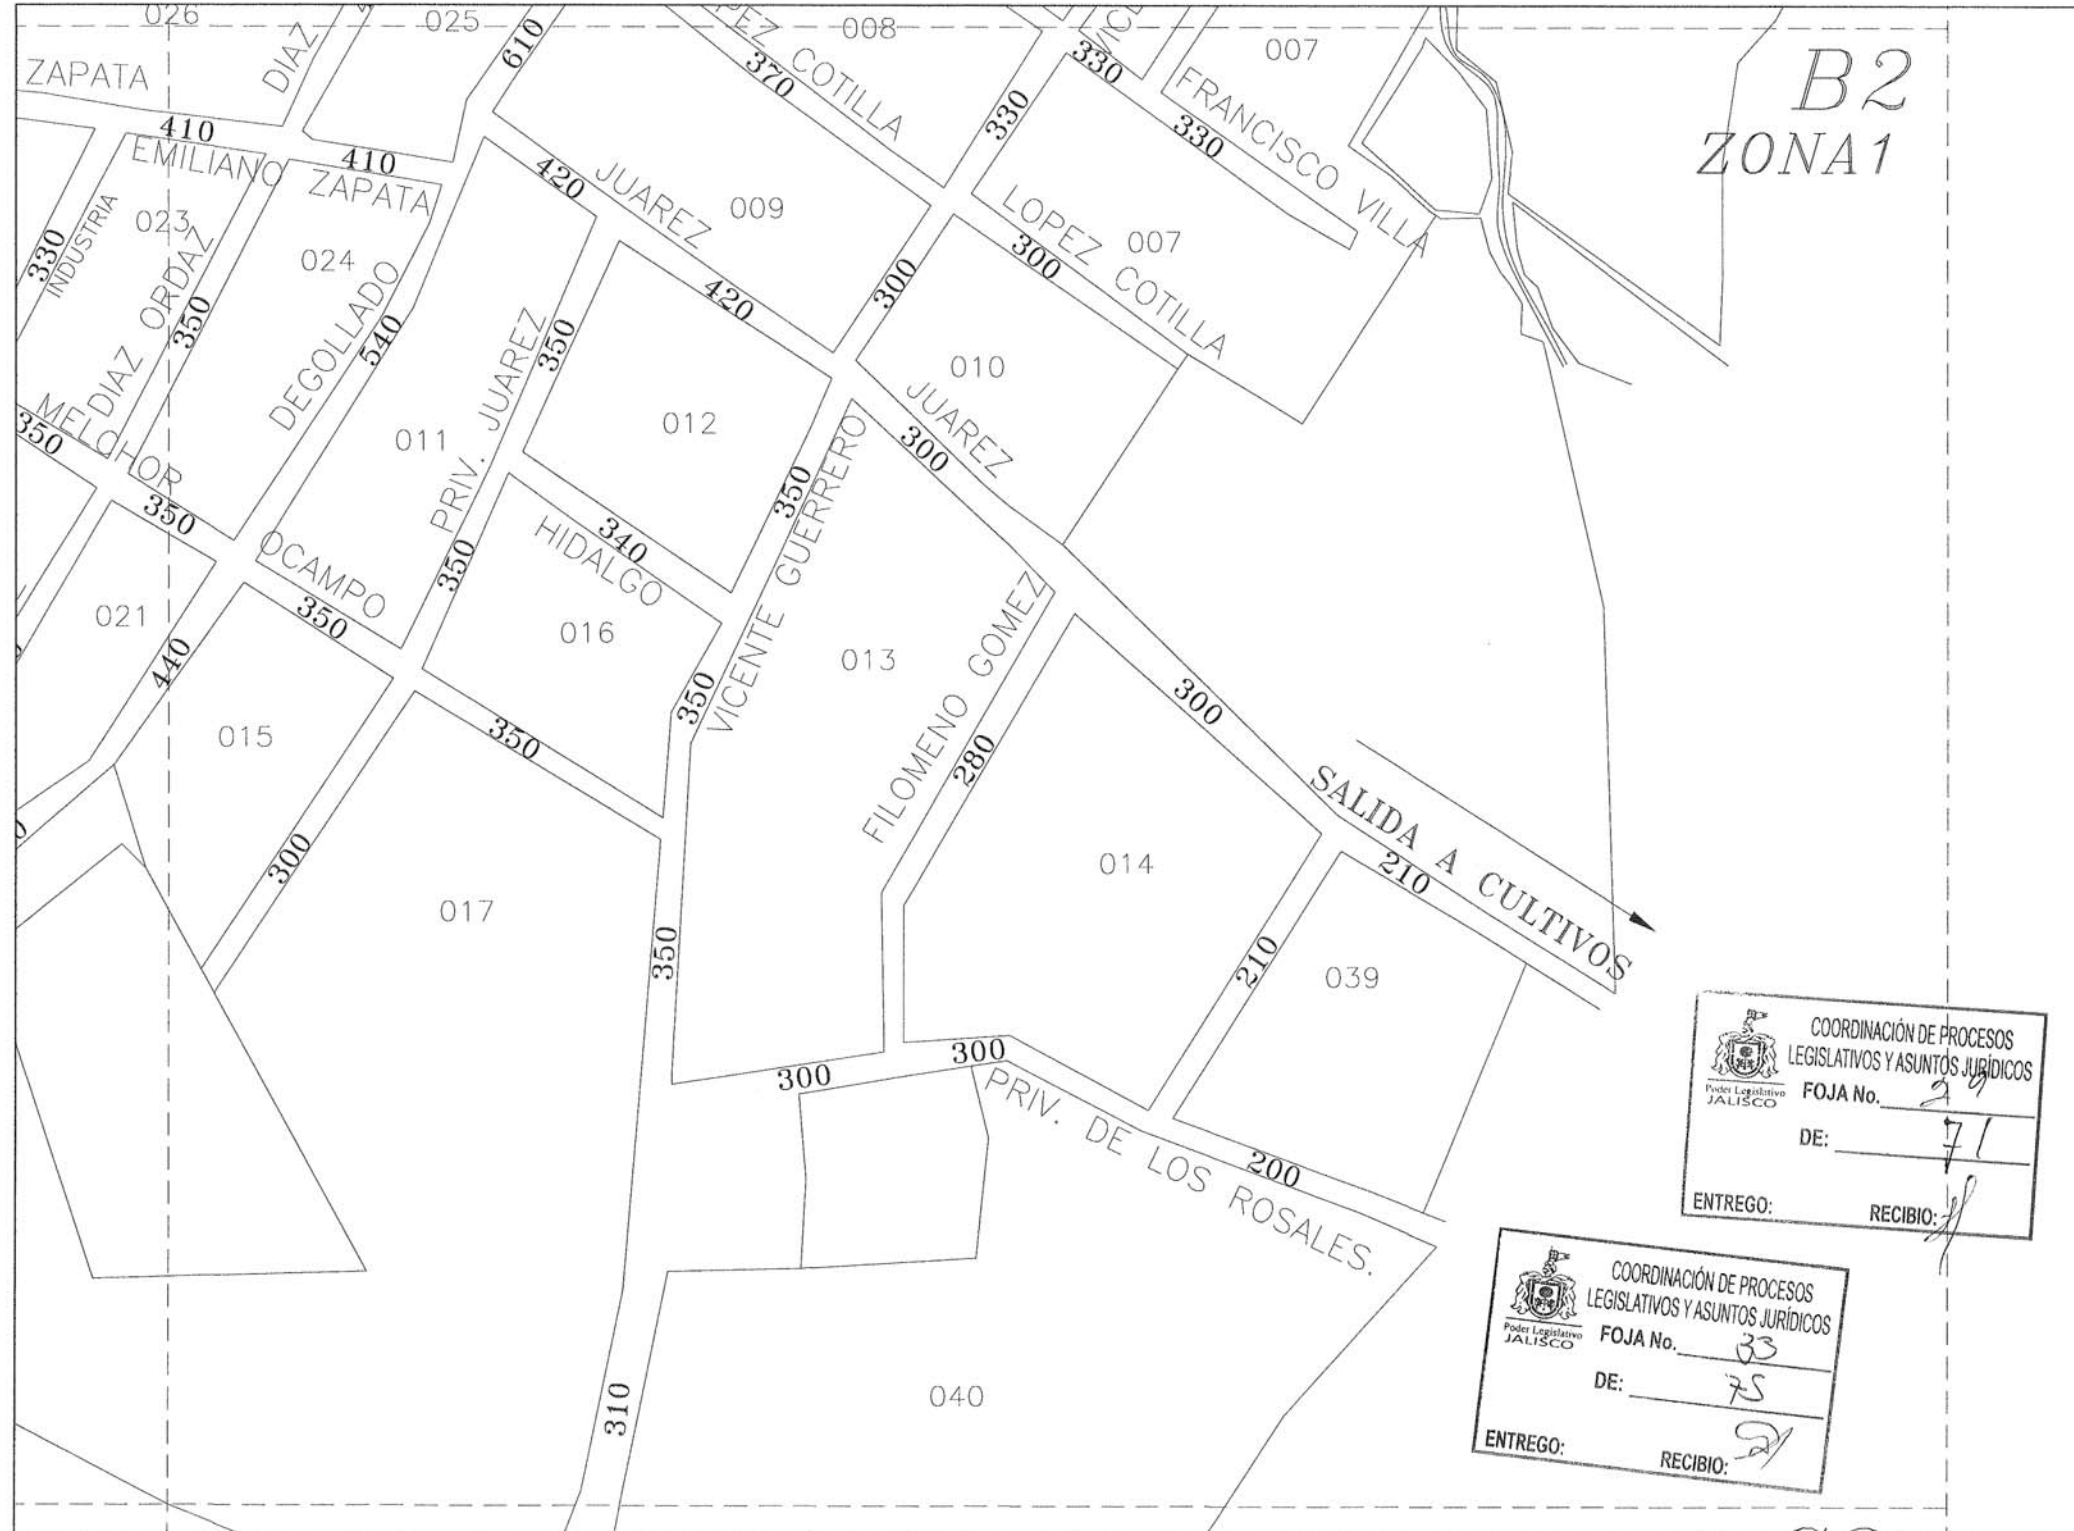 026
025
008
007
B2
ZONA 1
ZAPATA
DIAZ
610
PEZ COTILLA
370
330
330
330
FRANCISCO VILLA
410
EMILIANO ZAPATA
410
420
JUAREZ
009
LOPEZ COTILLA
007
300
330
INDUSTRIA
023
DIAZ ORDAZ
350
024
DEGOLLADO
540
PRIV. JUAREZ
350
420
300
010
JUAREZ
300
350
MELCHOR
350
OCAMPO
350
011
350
012
340
HIDALGO
350
VICENTE GUERRERO
350
021
440
015
016
013
FILOMENO GOMEZ
280
300
350
300
017
350
014
SALIDA A CULTIVOS
210
210
039
300
300
PRIV. DE LOS ROSALES.
200
310
040
COORDINACIÓN DE PROCESOS
LEGISLATIVOS Y ASUNTOS JURÍDICOS
Poder Legislativo
JALISCO
FOJA No. 29
DE: 71
ENTREGO: RECIBIO:
COORDINACIÓN DE PROCESOS
LEGISLATIVOS Y ASUNTOS JURÍDICOS
Poder Legislativo
JALISCO
FOJA No. 33
DE: 75
ENTREGO: RECIBIO: